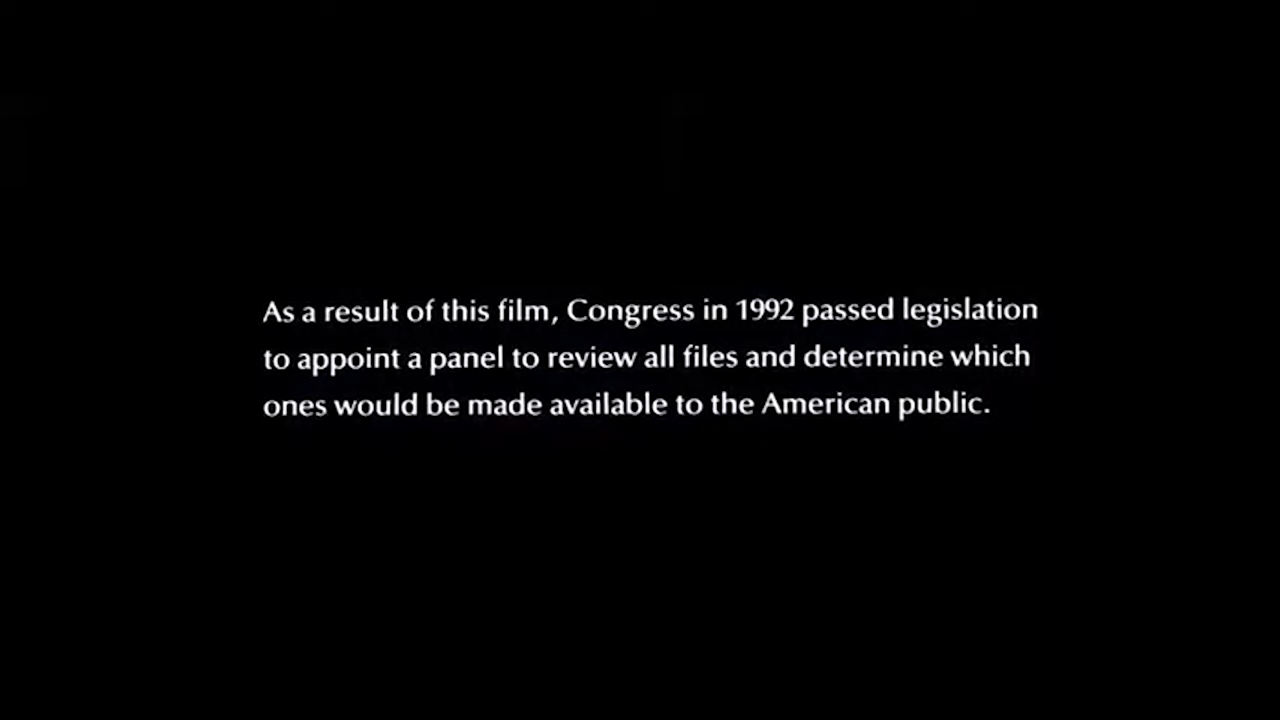 As a result of this film, Congress in 1992 passed legislation
to appoint a panel to review all files and determine which
ones would be made available to the American public.